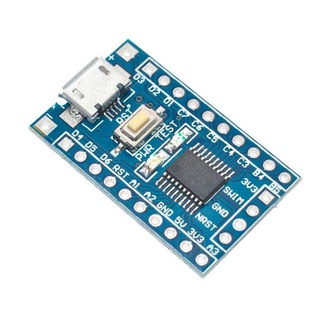 + D3 D2 D1 C7 C6 C5 C4 C3 B4 B5
RST
TEST
PWR
- D4 D5 D6 RST A1 A2 GND 5V 3V3 A3
+
3V3
SWIM
GND
NRST